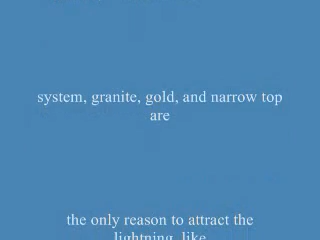 system, granite, gold, and narrow top
are
the only reason to attract the
lightning, like